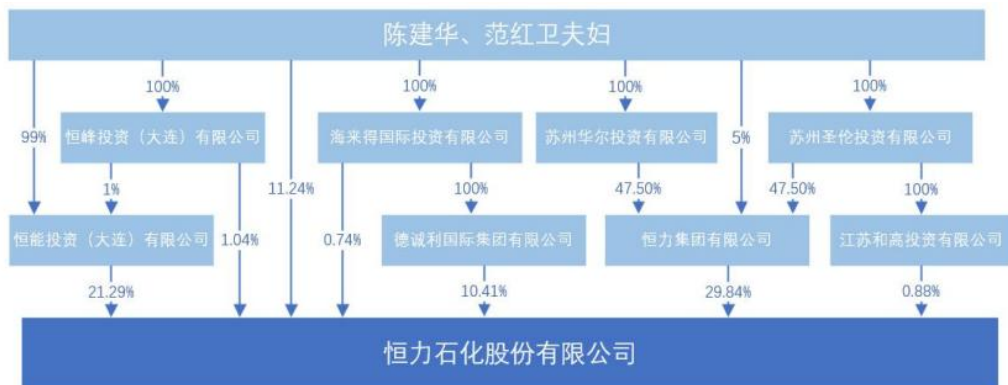 陈建华、范红卫夫妇
100%
100%
100%
100%
99%
恒峰投资（大连）有限公司
海来得国际投资有限公司
苏州华尔投资有限公司
5%
苏州圣伦投资有限公司
1%
11.24%
100%
47.50%
47.50%
100%
恒能投资（大连）有限公司
1.04%
0.74%
德诚利国际集团有限公司
恒力集团有限公司
江苏和高投资有限公司
21.29%
10.41%
29.84%
0.88%
恒力石化股份有限公司